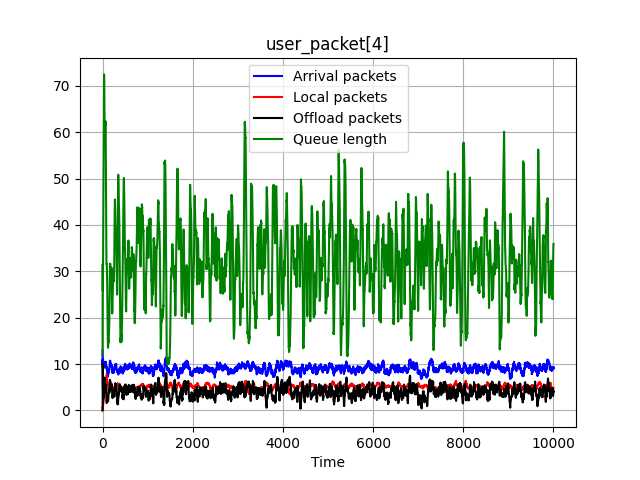 user_packet[4]
Arrival packets
Local packets
Offload packets
Queue length
70
60
50
40
30
20
10
0
0 2000 4000 6000 8000 10000
Time